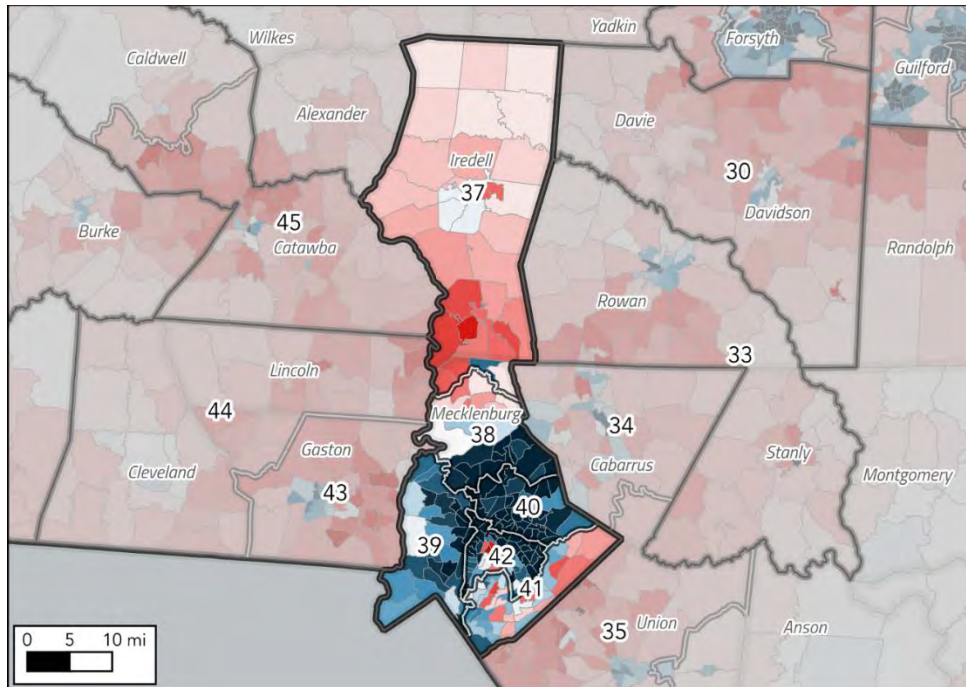 Yadkin
Wilkes
Forsyth
Caldwell
Guilford
Alexander
Davie
Iredell
30
37
45
Davidson
Burke
Catawba
Randolph
Rowan
33
Lincoln
Mecklenburg
44
38
34
Gaston
Stanly
Cleveland
Cabarrus
Montgomery
43
40
39
42
41
35
Union
Anson
0 5 10 mi